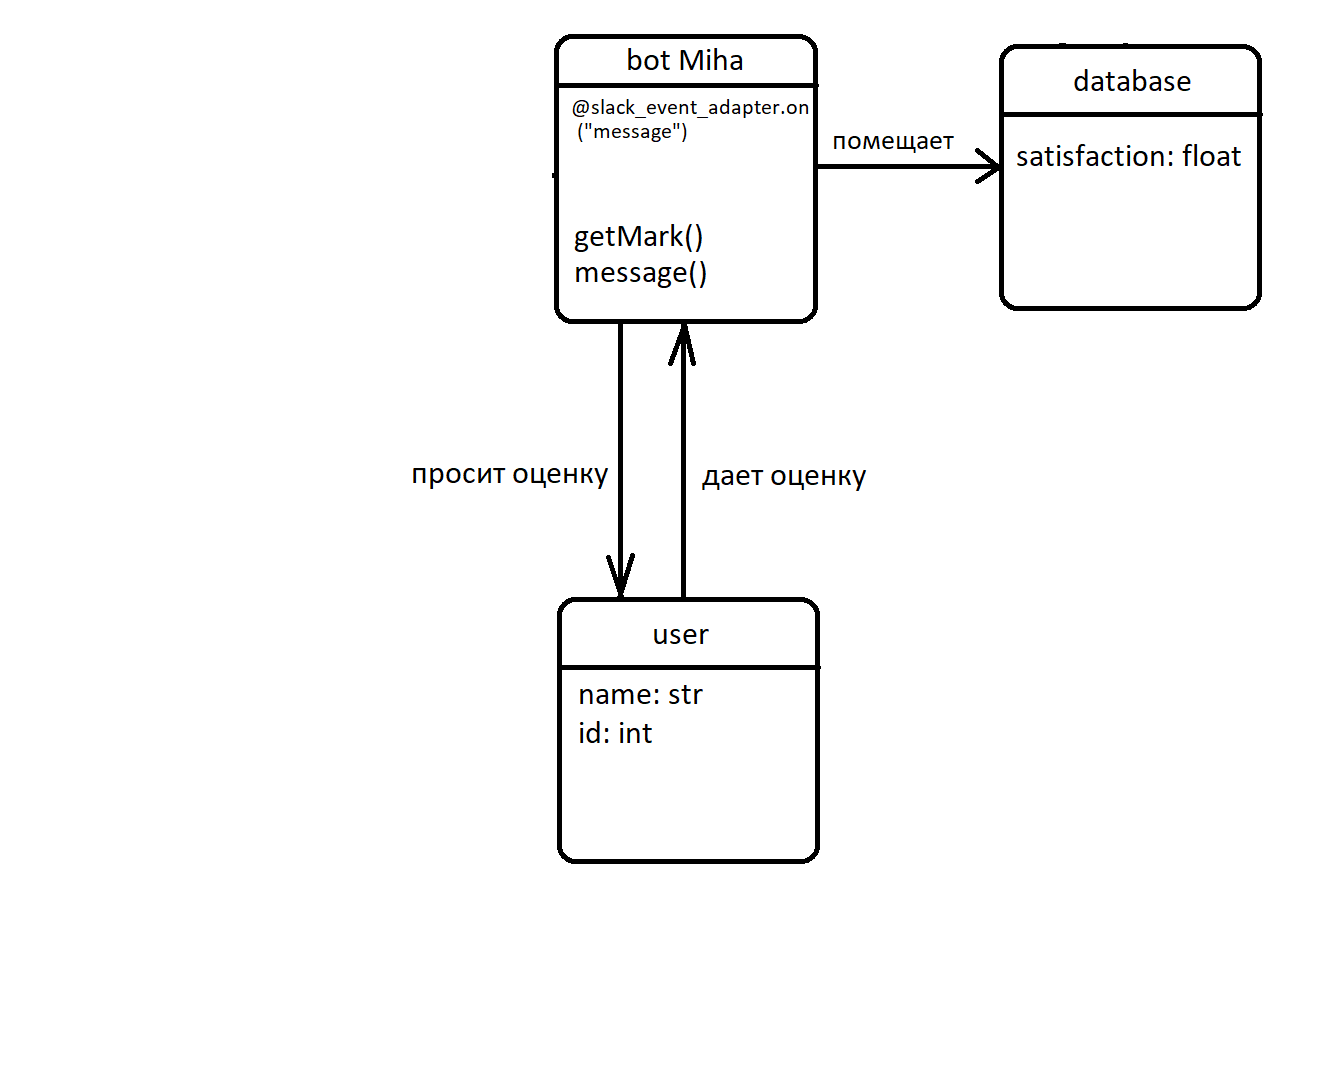 bot Miha
@slack_event_adapter.on
("message")
getMark()
message()
помещает
database
satisfaction: float
просит оценку
дает оценку
user
name: str
id: int